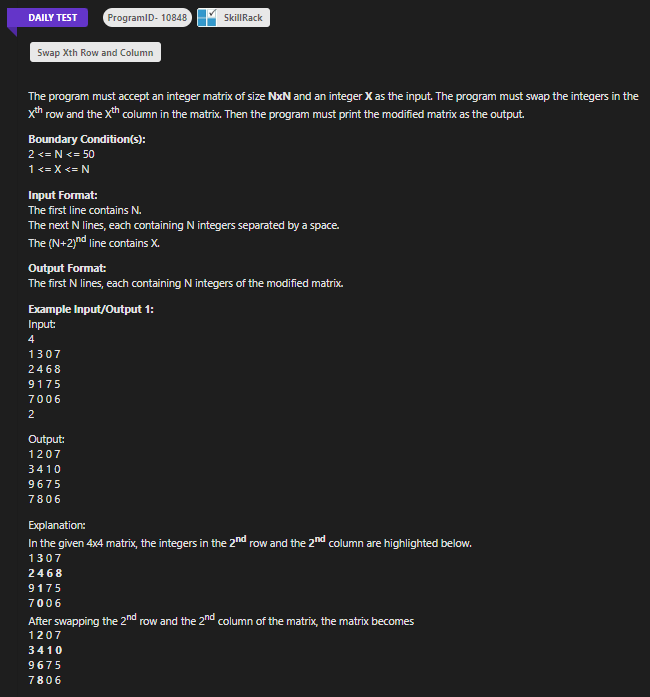 DAILY TEST
ProgramID- 10848
SkillRack
Swap Xth Row and Column
The program must accept an integer matrix of size NxN and an integer X as the input. The program must swap the integers in the
Xth row and the Xth column in the matrix. Then the program must print the modified matrix as the output.
Boundary Condition(s):
2 <= N <= 50
1 <= X <= N
Input Format:
The first line contains N.
The next N lines, each containing N integers separated by a space.
The (N+2)nd line contains X.
Output Format:
The first N lines, each containing N integers of the modified matrix.
Example Input/Output 1:
Input:
4
1 3 0 7
2 4 6 8
9 1 7 5
7 0 0 6
2
Output:
1 2 0 7
3 4 1 0
9 6 7 5
7 8 0 6
Explanation:
In the given 4x4 matrix, the integers in the 2nd row and the 2nd column are highlighted below.
1 3 0 7
2 4 6 8
9 1 7 5
7 0 0 6
After swapping the 2nd row and the 2nd column of the matrix, the matrix becomes
1 2 0 7
3 4 1 0
9 6 7 5
7 8 0 6